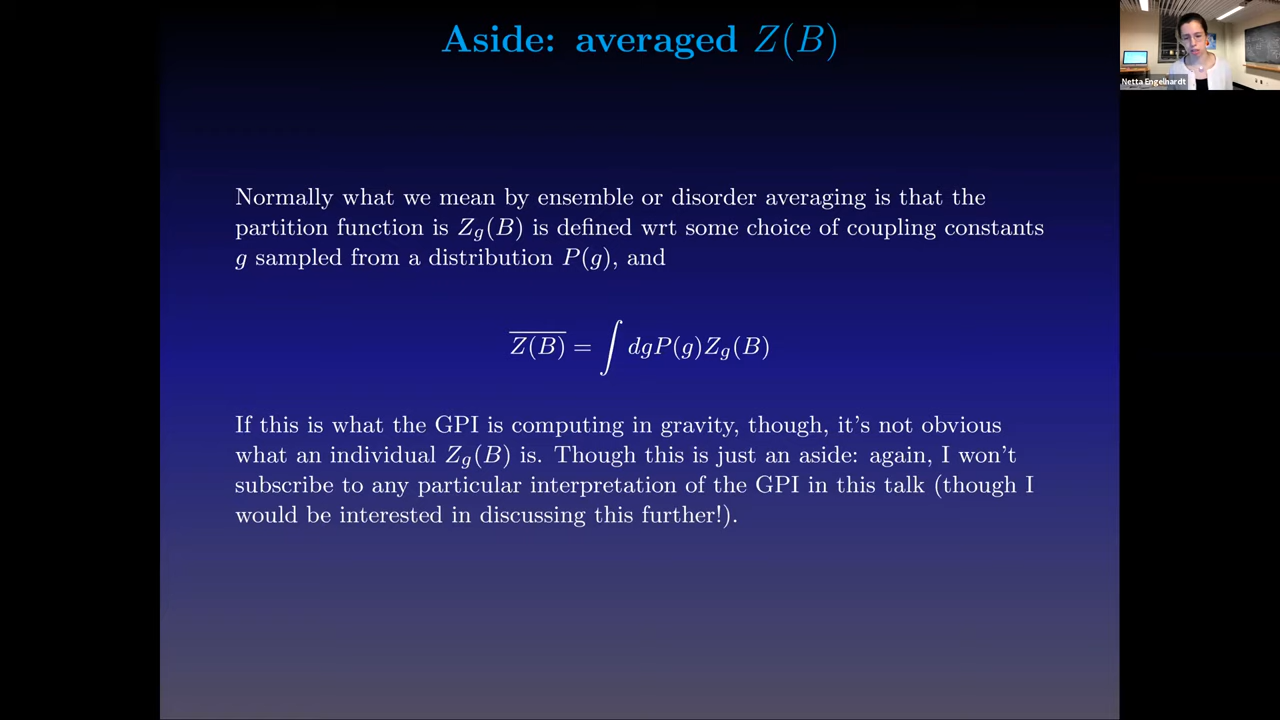 Aside: averaged Z(B)
Netta Engelhardt
Normally what we mean by ensemble or disorder averaging is that the
partition function is Z_g(B) is defined wrt some choice of coupling constants
g sampled from a distribution P(g), and
\overline{Z(B)} = ∫ dgP(g)Z_g(B)
If this is what the GPI is computing in gravity, though, it's not obvious
what an individual Z_g(B) is. Though this is just an aside: again, I won't
subscribe to any particular interpretation of the GPI in this talk (though I
would be interested in discussing this further!).